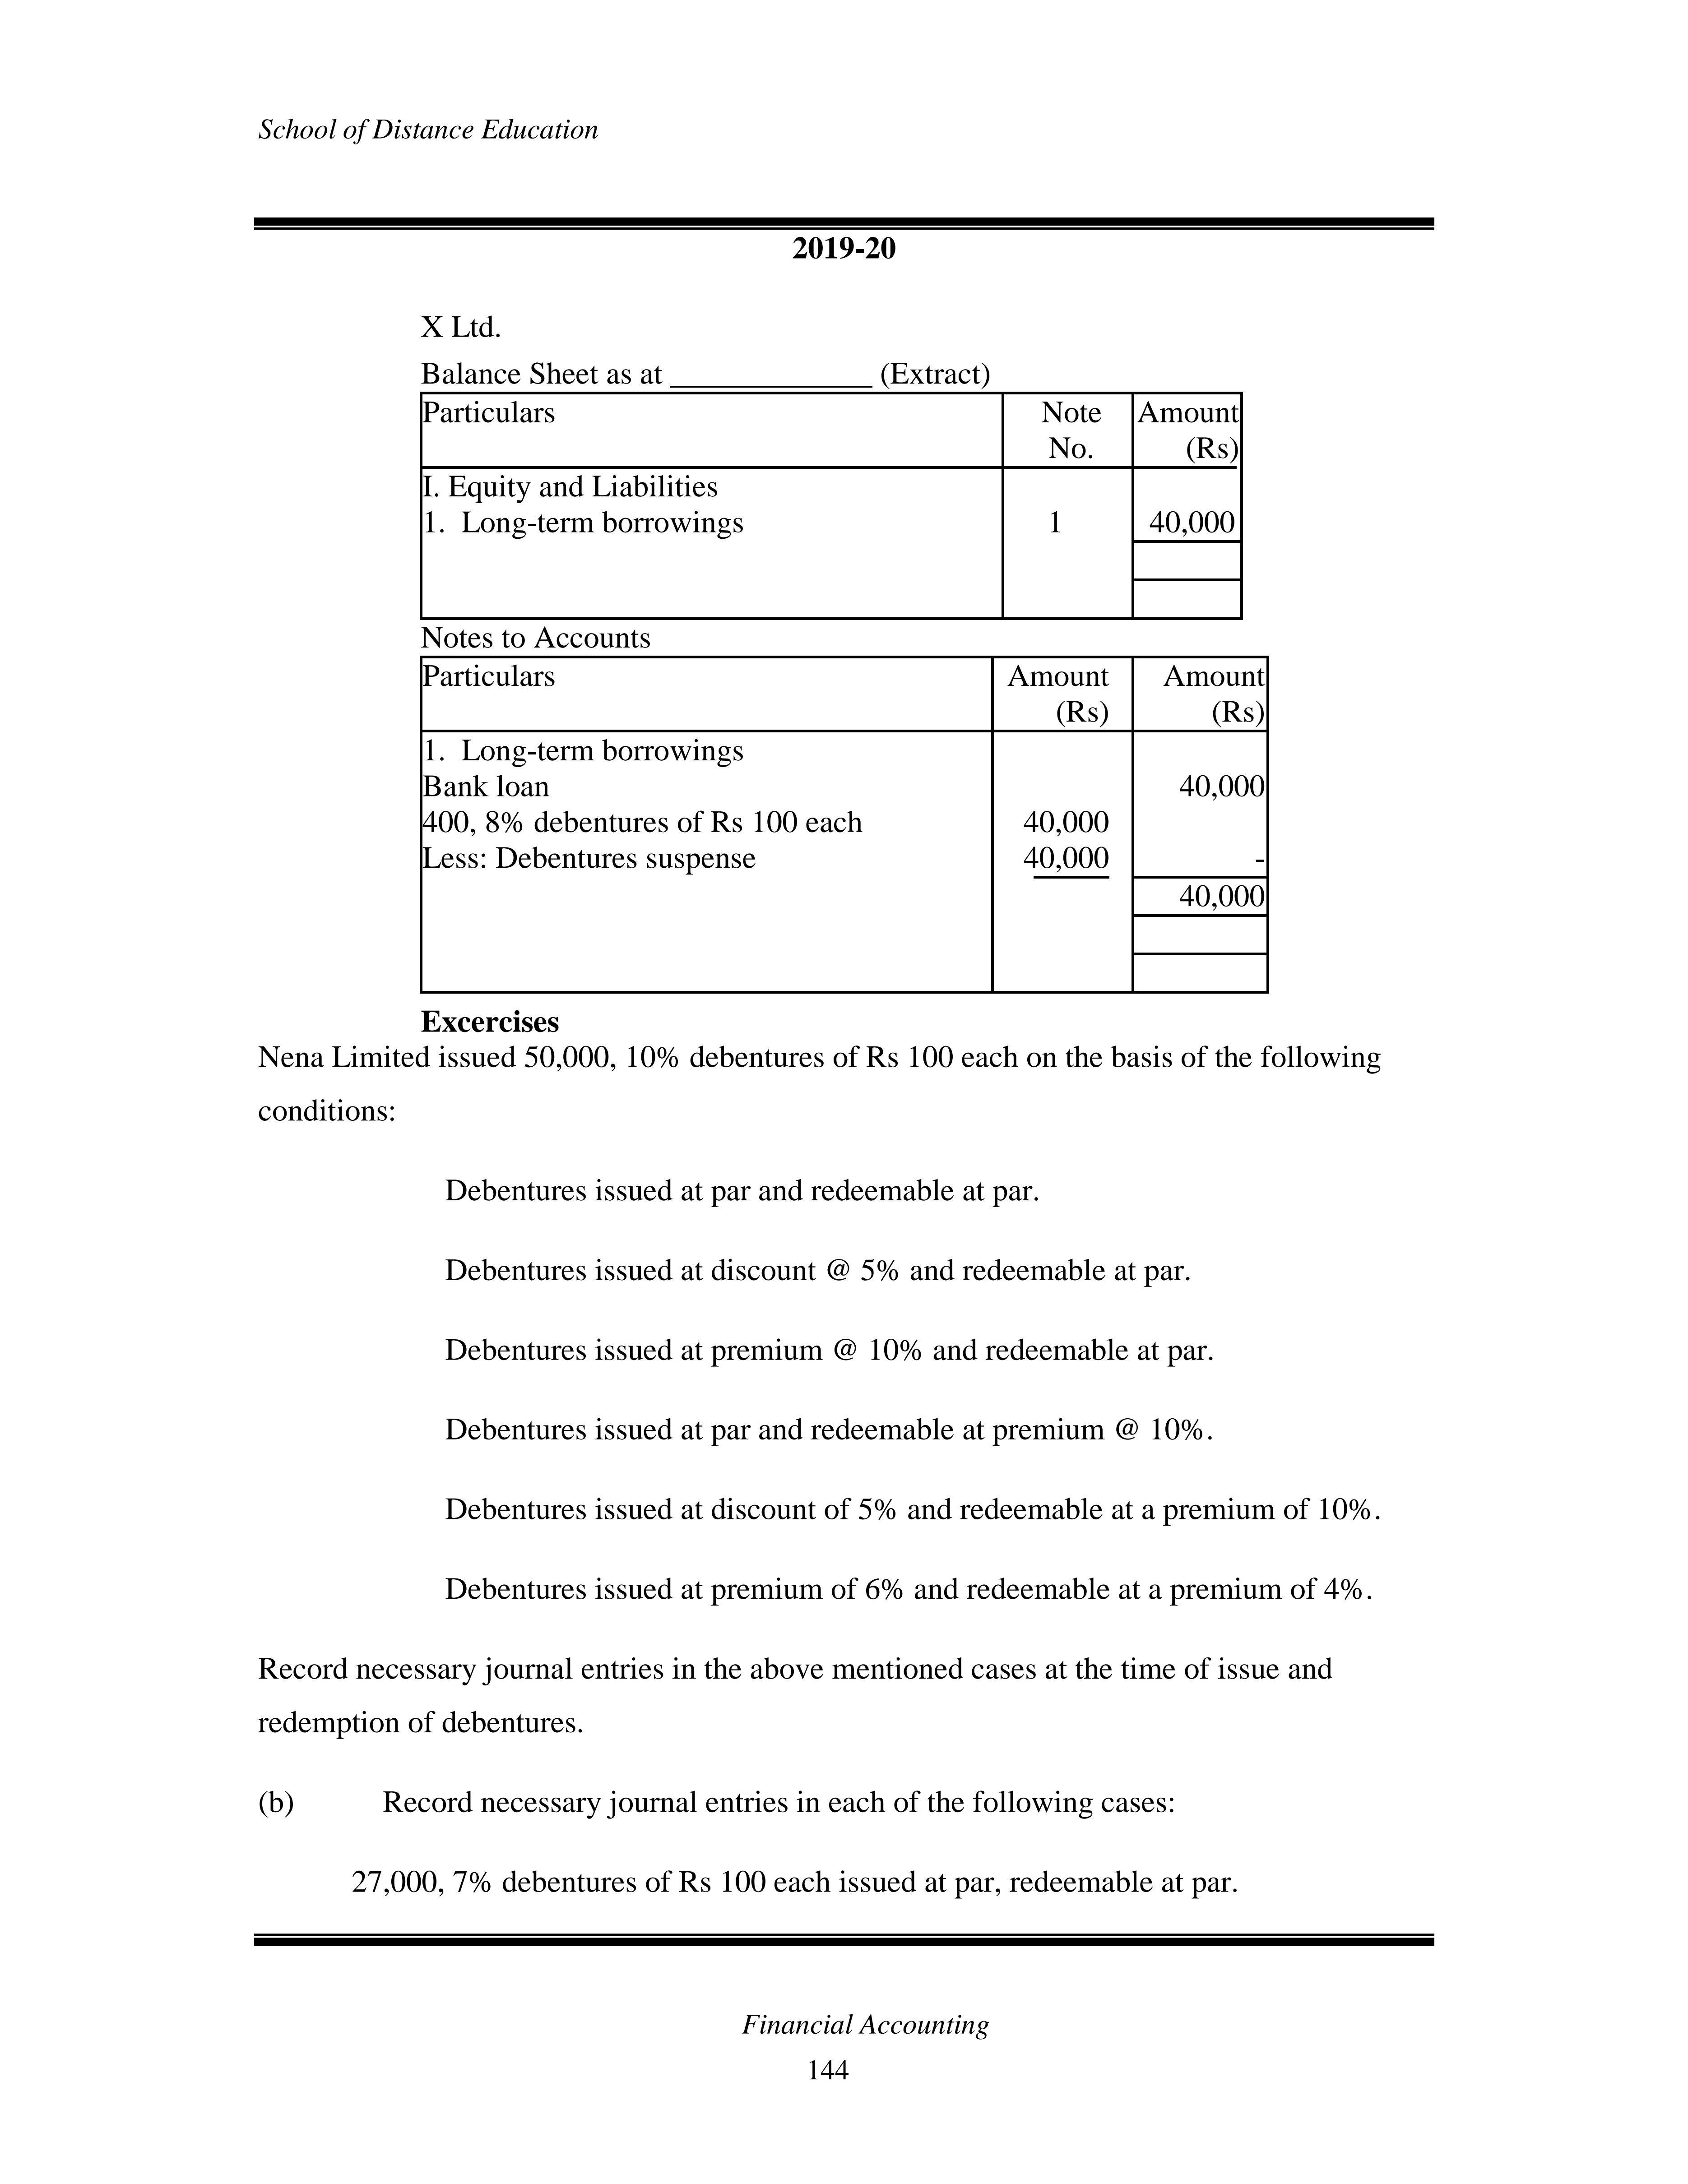 School of Distance Education
2019-20
X Ltd.
Balance Sheet as at _____________ (Extract)
Particulars Note Amount
No. (Rs)
I. Equity and Liabilities
1. Long-term borrowings 1 40,000
Notes to Accounts
Particulars Amount Amount
(Rs) (Rs)
1. Long-term borrowings
Bank loan 40,000
400, 8% debentures of Rs 100 each 40,000
Less: Debentures suspense 40,000 -
40,000
Excercises
Nena Limited issued 50,000, 10% debentures of Rs 100 each on the basis of the following
conditions:
Debentures issued at par and redeemable at par.
Debentures issued at discount @ 5% and redeemable at par.
Debentures issued at premium @ 10% and redeemable at par.
Debentures issued at par and redeemable at premium @ 10%.
Debentures issued at discount of 5% and redeemable at a premium of 10%.
Debentures issued at premium of 6% and redeemable at a premium of 4%.
Record necessary journal entries in the above mentioned cases at the time of issue and
redemption of debentures.
(b) Record necessary journal entries in each of the following cases:
27,000, 7% debentures of Rs 100 each issued at par, redeemable at par.
Financial Accounting
144